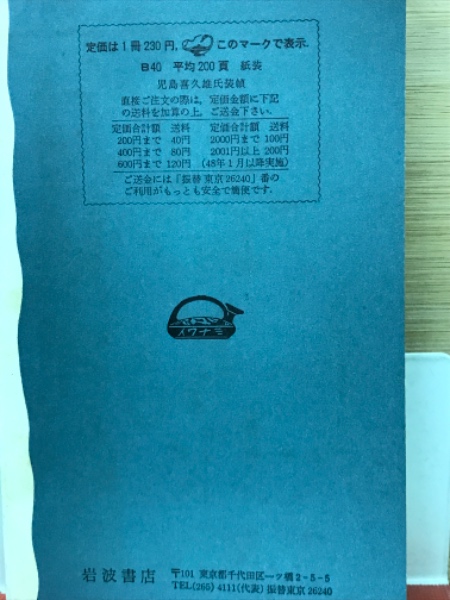 定価は1冊230円, このマークで表示.
B40 平均200頁 紙装
児島喜久雄氏装幀
直接ご注文の際は, 定価金額に下記
の送料を加算の上, ご送金下さい.
定価合計額 送料 定価合計額 送料
200円まで 40円 2000円まで 100円
400円まで 80円 2001円以上 200円
600円まで 120円 (48年1月以降実施)
ご送金には「振替東京26240」番の
ご利用がもっとも安全で簡便です.
イワナミ
岩波書店
〒101 東京都千代田区一ツ橋2-5-5
TEL(265)4111(代表) 振替東京26240